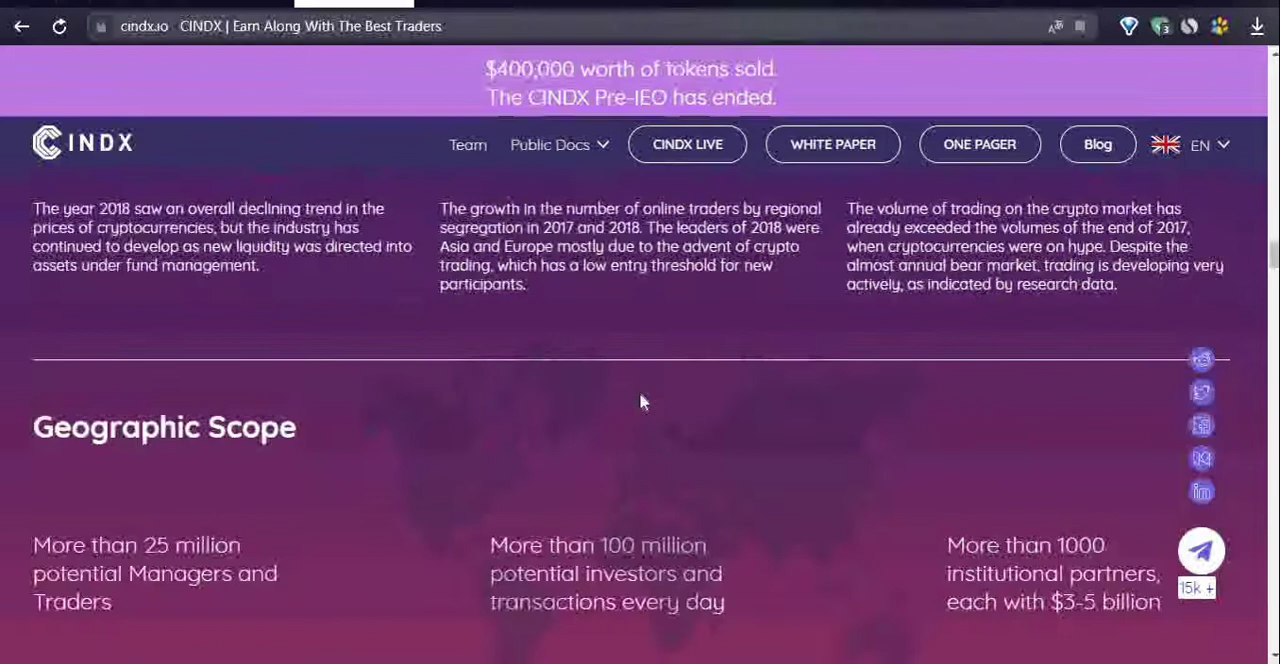 cindx.io CINDX | Earn Along With The Best Traders
3
$400,000 worth of tokens sold.
The CINDX Pre-IEO has ended.
CINDX
Team
Public Docs
CINDX LIVE
WHITE PAPER
ONE PAGER
Blog
EN
The year 2018 saw an overall declining trend in the
prices of cryptocurrencies, but the industry has
continued to develop as new liquidity was directed into
assets under fund management.
The growth in the number of online traders by regional
segregation in 2017 and 2018. The leaders of 2018 were
Asia and Europe mostly due to the advent of crypto
trading, which has a low entry threshold for new
participants.
The volume of trading on the crypto market has
already exceeded the volumes of the end of 2017,
when cryptocurrencies were on hype. Despite the
almost annual bear market, trading is developing very
actively, as indicated by research data.
Geographic Scope
More than 25 million
potential Managers and
Traders
More than 100 million
potential investors and
transactions every day
More than 1000
institutional partners,
each with $3-5 billion
in
15k +